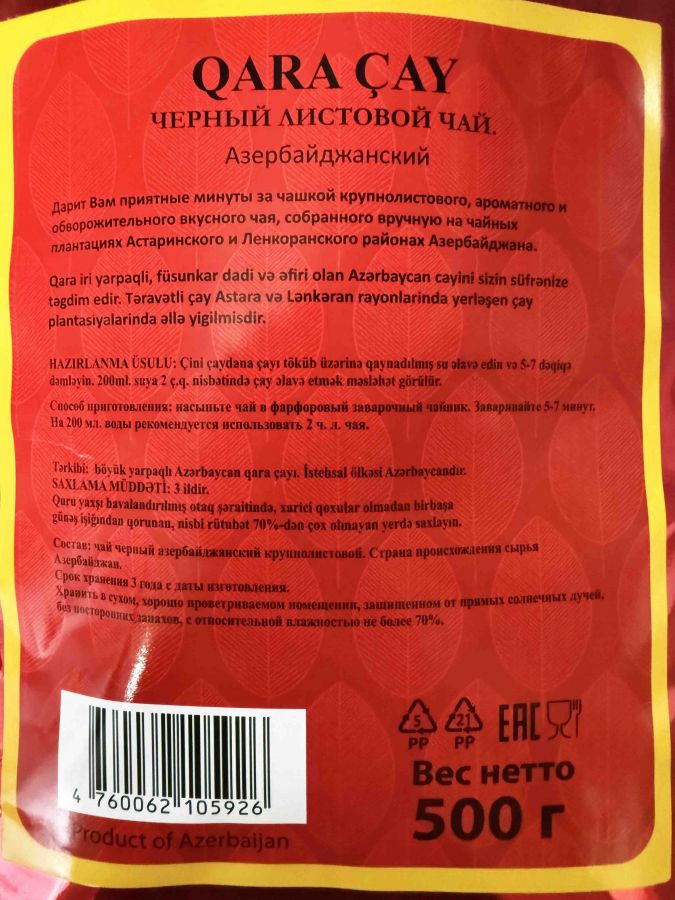 QARA ÇAY
ЧЕРНЫЙ ЛИСТОВОЙ ЧАЙ.
Азербайджанский
Дарит Вам приятные минуты за чашкой крупнолистового, ароматного и
обворожительного вкусного чая, собранного вручную на чайных
плантациях Астаринского и Ленкоранского районах Азербайджана.
Qara iri yarpaqli, füsunkar dadi və əfiri olan Azərbaycan cayini sizin süfrənize
təgdim edir. Təravətli çay Astara və Lənkəran rayonlarinda yerləşen çay
plantasiyalarinda əllə yigilmisdir.
HAZIRLANMA ÜSULU: Çini çaydana çayı töküb üzərinə qaynadılmış su əlavə edin və 5-7 dəqiqə
dəmləyin. 200ml. suya 2 ç.q. nisbətində çay əlavə etmək məsləhət görülür.
Способ приготовления: насыпьте чай в фарфоровый заварочный чайник. Заваривайте 5-7 минут.
На 200 мл. воды рекомендуется использовать 2 ч. л. чая.
Tərkibi: böyük yarpaqlı Azərbaycan qara çayı. İstehsal ölkəsi Azərbaycandır.
SAXLAMA MÜDDƏTİ: 3 ildir.
Quru yaxşı havalandırılmış otaq şəraitində, xarici qoxular olmadan birbaşa
günəş işığından qorunan, nisbi rütubət 70%-dən çox olmayan yerdə saxlayın.
Состав: чай черный азербайджанский крупнолистовой. Страна происхождения сырья
Азербайджан.
Срок хранения 3 года с даты изготовления.
Хранить в сухом, хорошо проветриваемом помещении, защищенном от прямых солнечных лучей,
без посторонних запахов, с относительной влажностью не более 70%.
5 21 EAC
PP PP
Вес нетто
500 г
4 760062 105926
Product of Azerbaijan